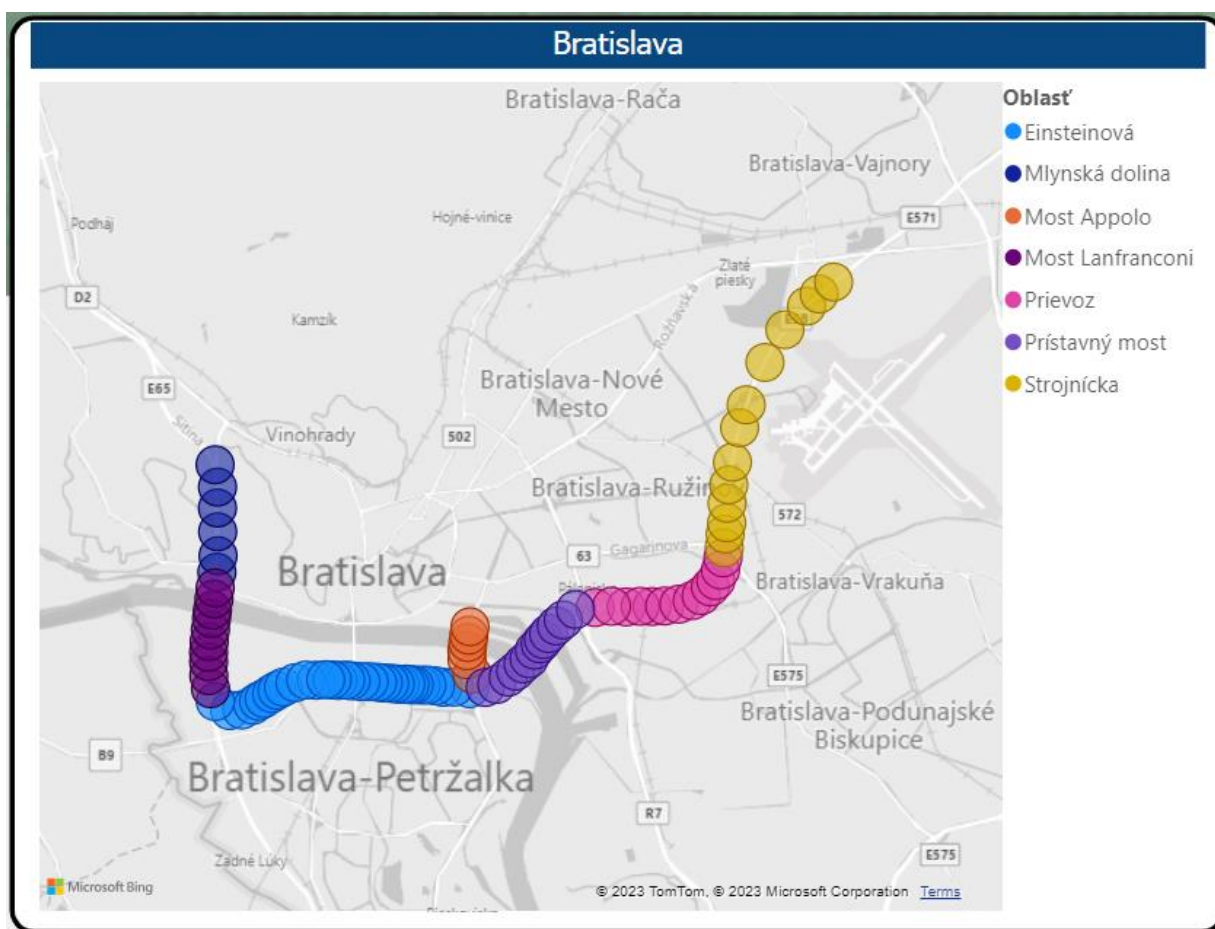 Bratislava
Bratislava-Rača
Oblasť
Einsteinová
Mlynská dolina
Most Appolo
Most Lanfranconi
Prievoz
Prístavný most
Strojnícka
Bratislava-Vajnory
Podháj
Hojné-vinice
E571
Zlaté
piesky
D2
Kamzík
Rožňavská
E65
Bratislava-Nové
Mesto
Sitina
Vinohrady
502
Bratislava-Ružin
572
63
Gagarinova
Bratislava
Bratislava-Vrakuňa
E575
Bratislava-Podunajské
Biskupice
B9
Bratislava-Petržalka
R7
Zadné Lúky
E575
Microsoft Bing
© 2023 TomTom, © 2023 Microsoft Corporation Terms